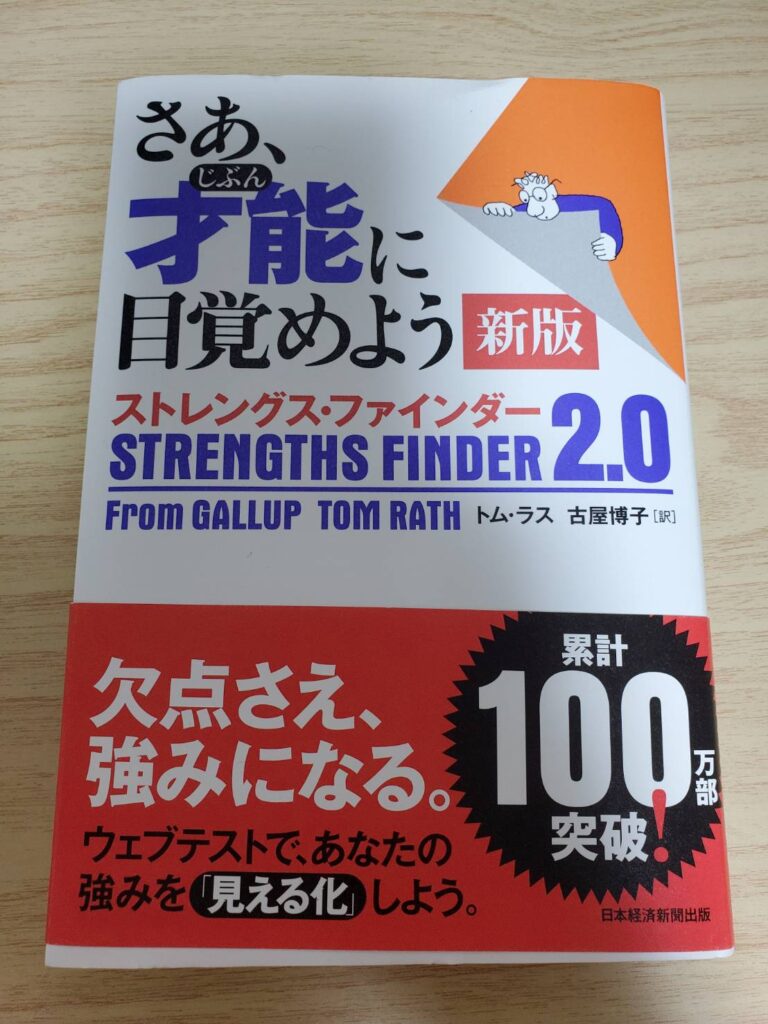 さあ、
じぶん
才能に
目覚めよう 新版
ストレングス・ファインダー
STRENGTHS FINDER 2.0
From GALLUP TOM RATH トム・ラス 古屋博子[訳]
欠点さえ、
強みになる。
ウェブテストで、あなたの
強みを「見える化」しよう。
累計
100万部
突破!
日本経済新聞出版